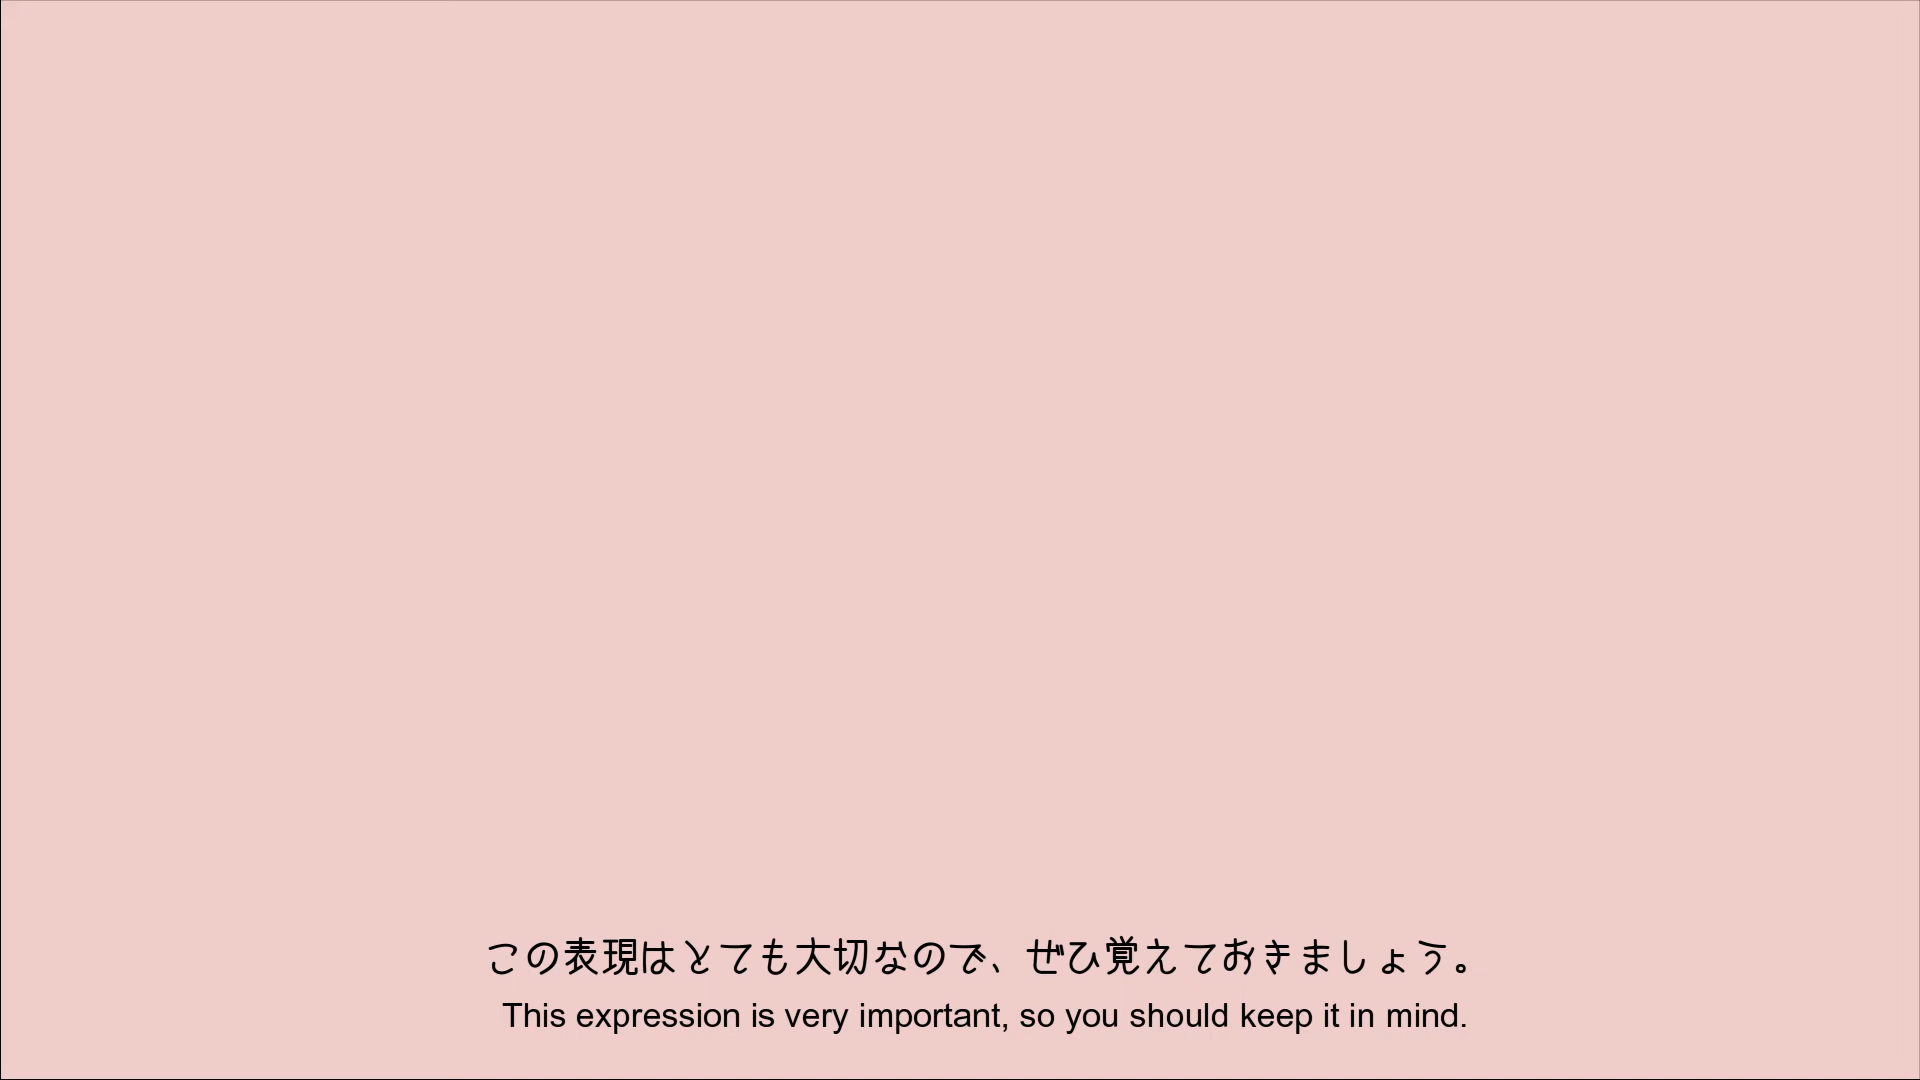 この表現はとても大切なので、ぜひ覚えておきましょう。
This expression is very important, so you should keep it in mind.